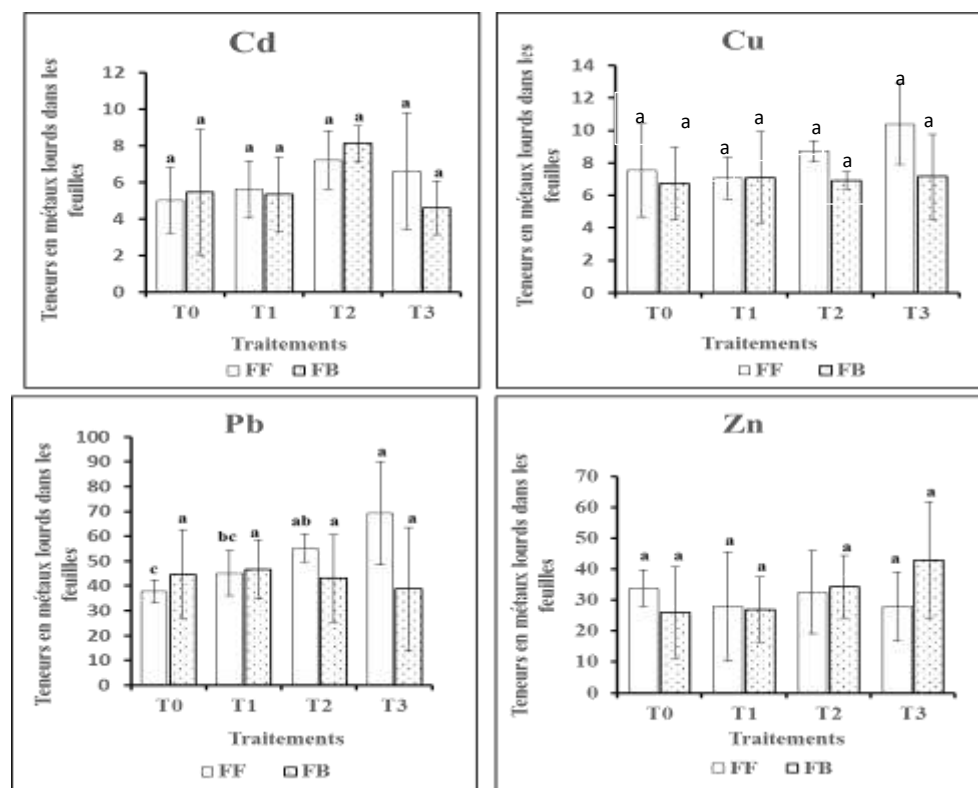 Cd
Teneurs en métaux lourds dans les
feuilles
12
10
8
6
4
2
0
a a a a a a a a
T0 T1 T2 T3
Traitements
FF FB
Cu
Teneurs en métaux lourds dans les
feuilles
14
12
10
8
6
4
2
0
a a a a a a a a
T0 T1 T2 T3
Traitements
FF FB
Pb
Teneurs en métaux lourds dans les
feuilles
100
90
80
70
60
50
40
30
20
10
0
c a bc a ab a a a
T0 T1 T2 T3
Traitements
FF FB
Zn
Teneurs en métaux lourds dans les
feuilles
70
60
50
40
30
20
10
0
a a a a a a a
T0 T1 T2 T3
Traitements
FF FB